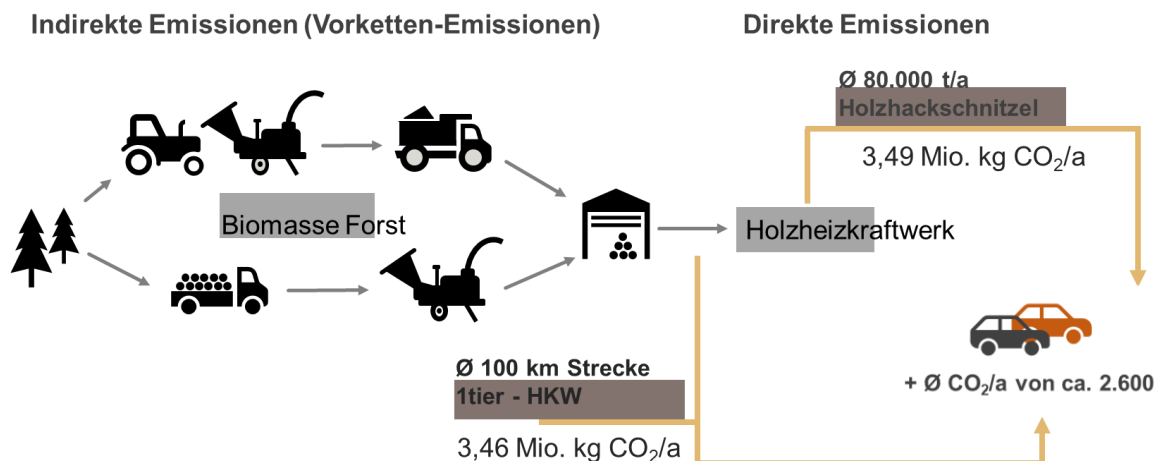 Indirekte Emissionen (Vorketten-Emissionen)
Direkte Emissionen
Ø 80.000 t/a
Holzhackschnitzel
3,49 Mio. kg CO₂/a
Biomasse Forst
Holzheizkraftwerk
Ø 100 km Strecke
1tier - HKW
3,46 Mio. kg CO₂/a
+ Ø CO₂/a von ca. 2.600